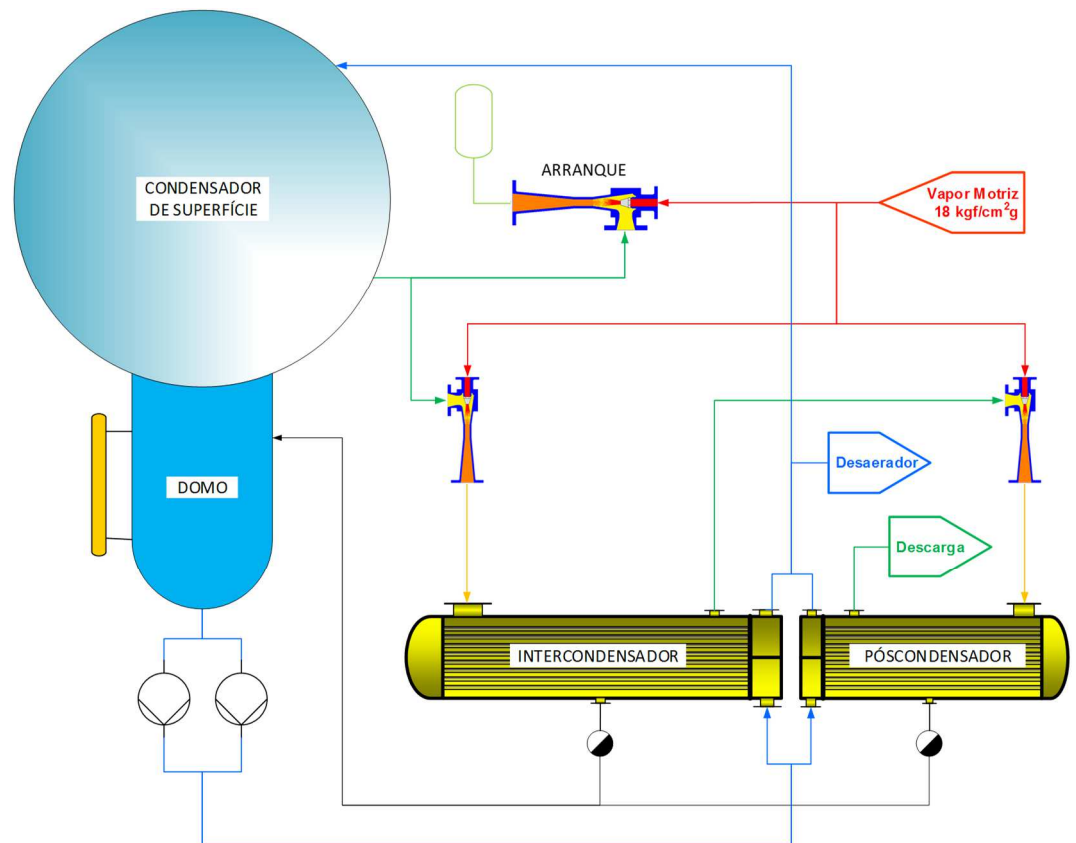 ARRANQUE
CONDENSADOR
DE SUPERFÍCIE
Vapor Motriz
18 kgf/cm²g
Desaerador
DOMO
Descarga
INTERCONDENSADOR
PÓSCONDENSADOR